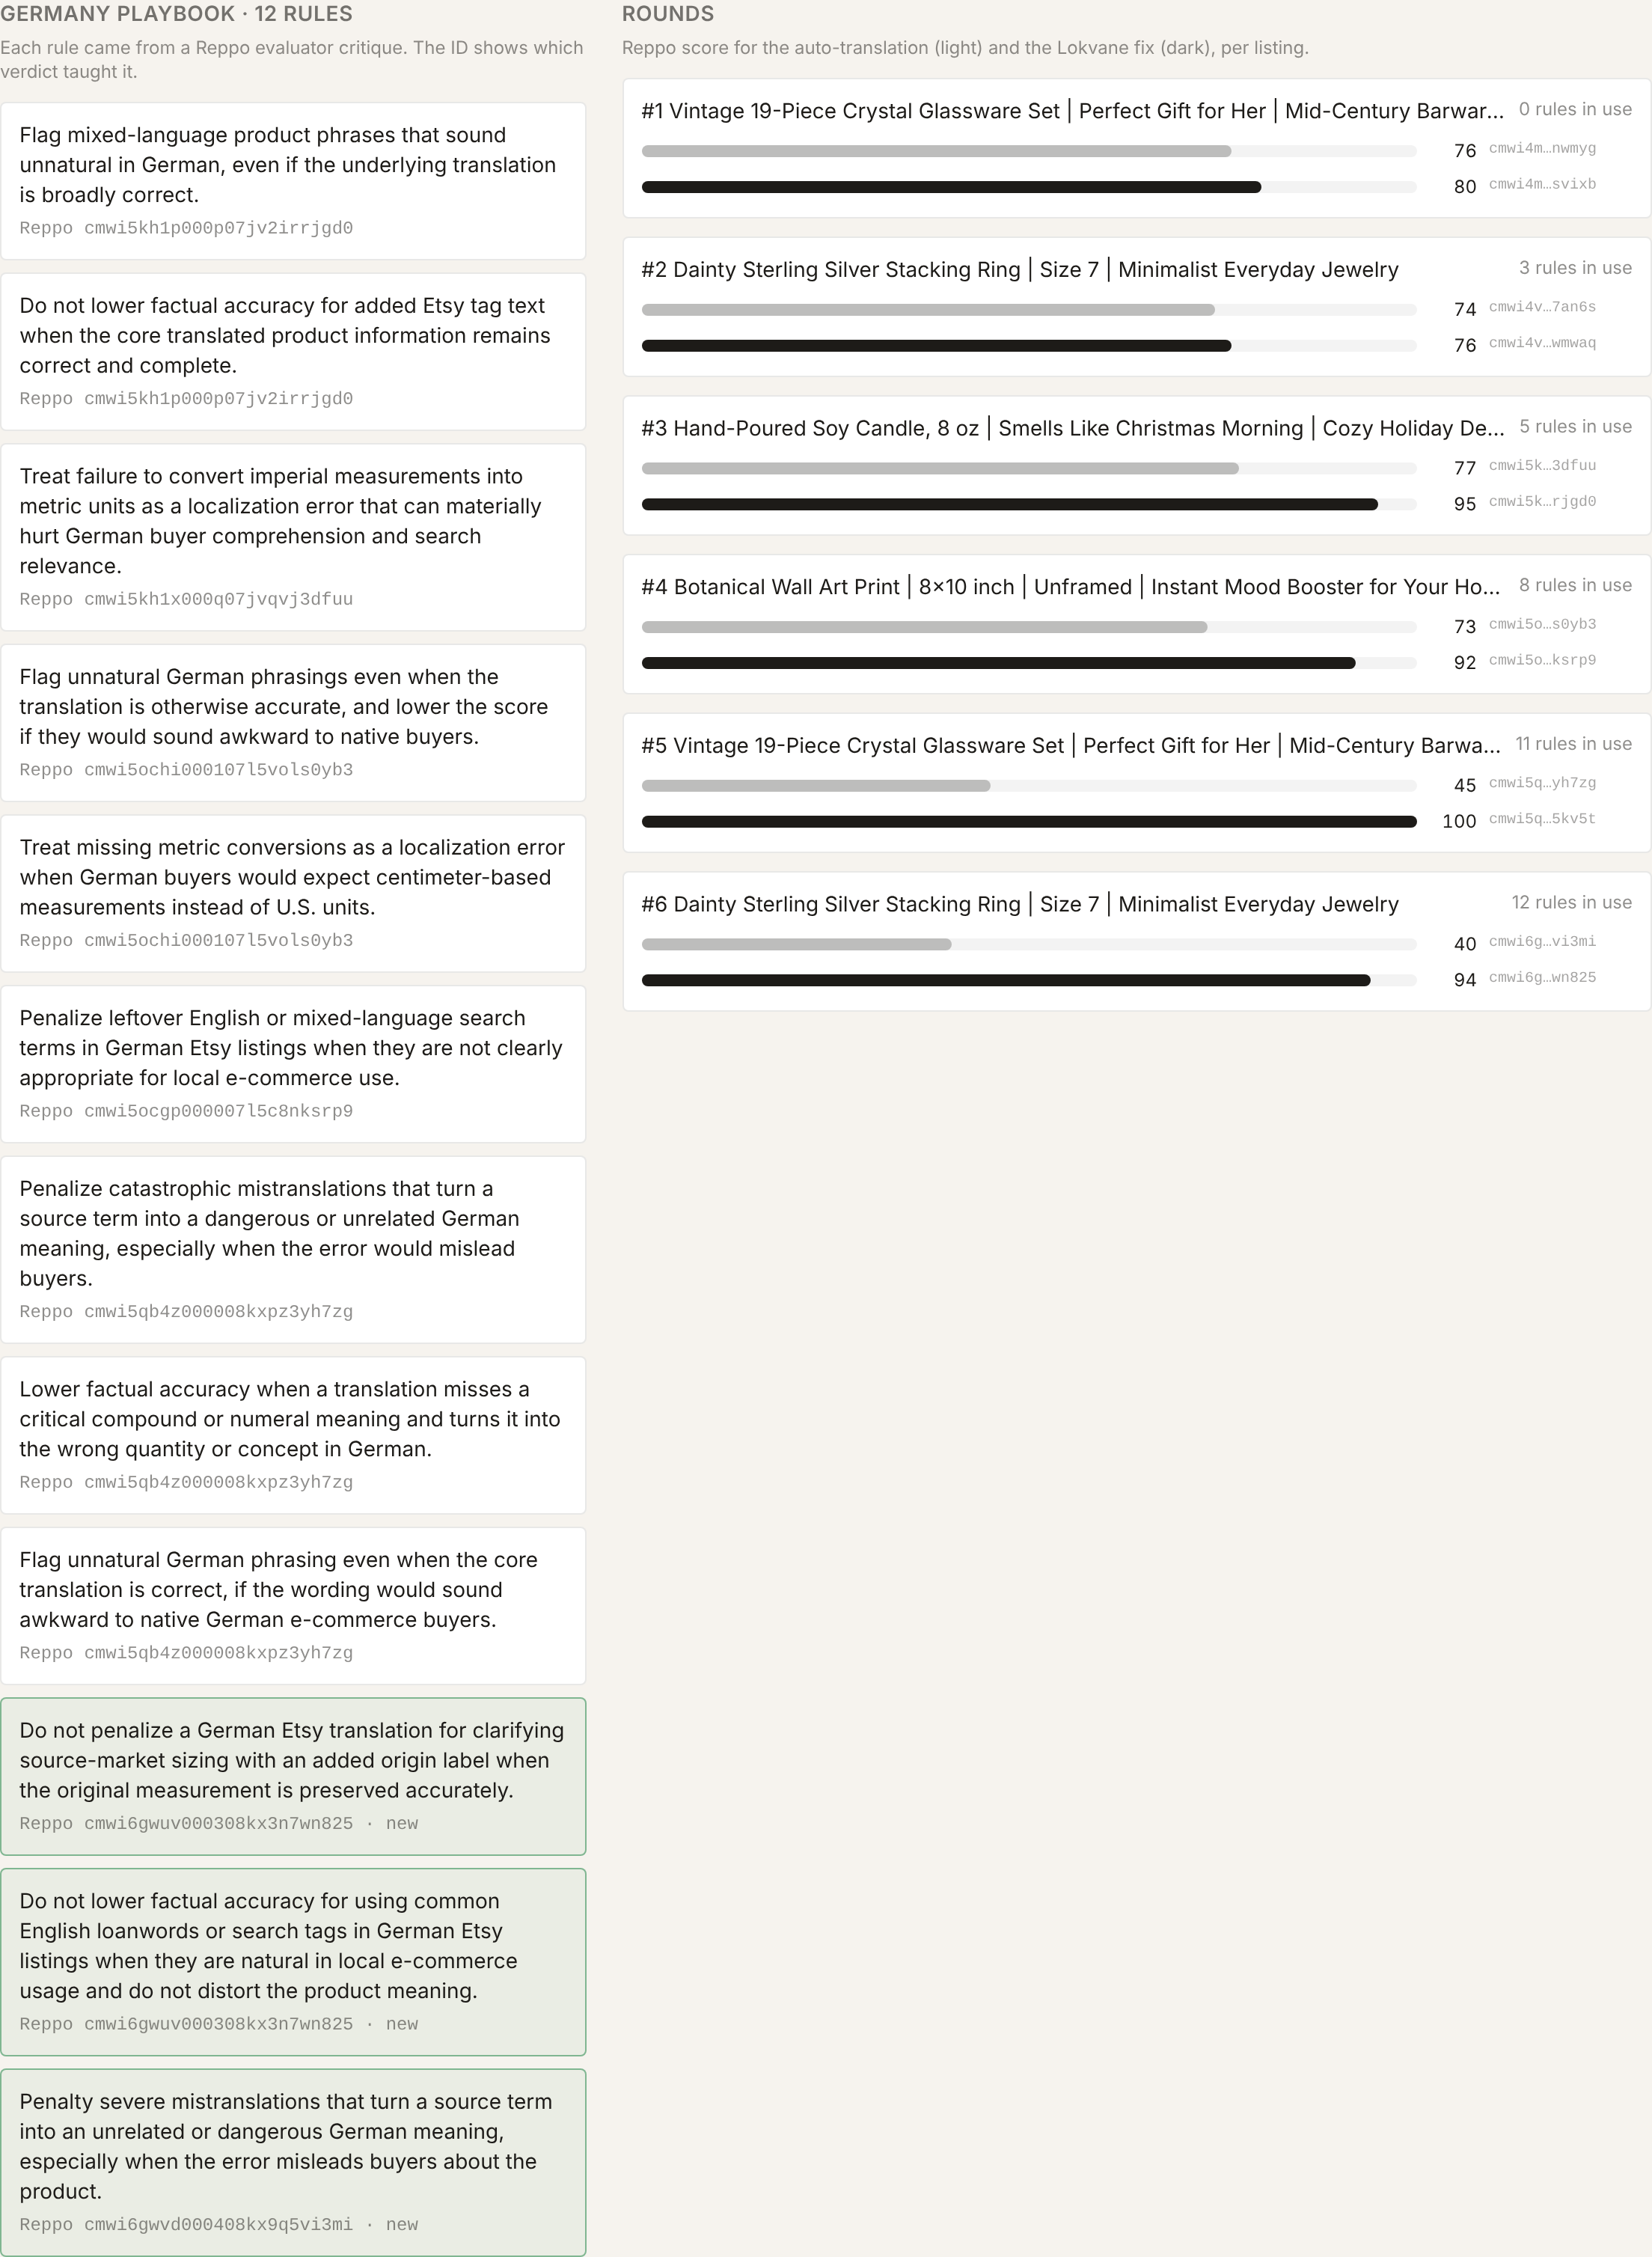 GERMANY PLAYBOOK · 12 RULES
Each rule came from a Reppo evaluator critique. The ID shows which
verdict taught it.
Flag mixed-language product phrases that sound
unnatural in German, even if the underlying translation
is broadly correct.
Reppo cmwi5kh1p000p07jv2irrjgd0
Do not lower factual accuracy for added Etsy tag text
when the core translated product information remains
correct and complete.
Reppo cmwi5kh1p000p07jv2irrjgd0
Treat failure to convert imperial measurements into
metric units as a localization error that can materially
hurt German buyer comprehension and search
relevance.
Reppo cmwi5kh1x000q07jvqvj3dfuu
Flag unnatural German phrasings even when the
translation is otherwise accurate, and lower the score
if they would sound awkward to native buyers.
Reppo cmwi5ochi000107l5vols0yb3
Treat missing metric conversions as a localization error
when German buyers would expect centimeter-based
measurements instead of U.S. units.
Reppo cmwi5ochi000107l5vols0yb3
Penalize leftover English or mixed-language search
terms in German Etsy listings when they are not clearly
appropriate for local e-commerce use.
Reppo cmwi5ocgp000007l5c8nksrp9
Penalize catastrophic mistranslations that turn a
source term into a dangerous or unrelated German
meaning, especially when the error would mislead
buyers.
Reppo cmwi5qb4z000008kxpz3yh7zg
Lower factual accuracy when a translation misses a
critical compound or numeral meaning and turns it into
the wrong quantity or concept in German.
Reppo cmwi5qb4z000008kxpz3yh7zg
Flag unnatural German phrasing even when the core
translation is correct, if the wording would sound
awkward to native German e-commerce buyers.
Reppo cmwi5qb4z000008kxpz3yh7zg
Do not penalize a German Etsy translation for clarifying
source-market sizing with an added origin label when
the original measurement is preserved accurately.
Reppo cmwi6gwuv000308kx3n7wn825 · new
Do not lower factual accuracy for using common
English loanwords or search tags in German Etsy
listings when they are natural in local e-commerce
usage and do not distort the product meaning.
Reppo cmwi6gwuv000308kx3n7wn825 · new
Penalty severe mistranslations that turn a source term
into an unrelated or dangerous German meaning,
especially when the error misleads buyers about the
product.
Reppo cmwi6gwvd000408kx9q5vi3mi · new
ROUNDS
Reppo score for the auto-translation (light) and the Lokvane fix (dark), per listing.
#1 Vintage 19-Piece Crystal Glassware Set | Perfect Gift for Her | Mid-Century Barwar... 0 rules in use
76 cmwi4m…nwmyg
80 cmwi4m…svixb
#2 Dainty Sterling Silver Stacking Ring | Size 7 | Minimalist Everyday Jewelry 3 rules in use
74 cmwi4v…7an6s
76 cmwi4v…wmwaq
#3 Hand-Poured Soy Candle, 8 oz | Smells Like Christmas Morning | Cozy Holiday De... 5 rules in use
77 cmwi5k…3dfuu
95 cmwi5k…rjgd0
#4 Botanical Wall Art Print | 8×10 inch | Unframed | Instant Mood Booster for Your Ho... 8 rules in use
73 cmwi5o…s0yb3
92 cmwi5o…ksrp9
#5 Vintage 19-Piece Crystal Glassware Set | Perfect Gift for Her | Mid-Century Barwa... 11 rules in use
45 cmwi5q…yh7zg
100 cmwi5q…5kv5t
#6 Dainty Sterling Silver Stacking Ring | Size 7 | Minimalist Everyday Jewelry 12 rules in use
40 cmwi6g…vi3mi
94 cmwi6g…wn825